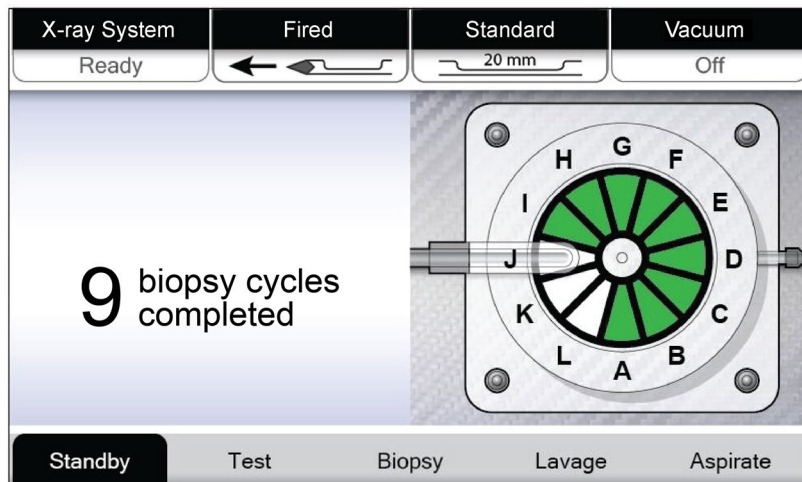 X-ray System
Fired
Standard
Vacuum
Ready
20 mm
Off
9 biopsy cycles
completed
G
H
F
I
E
J
D
K
C
L
B
A
Standby
Test
Biopsy
Lavage
Aspirate